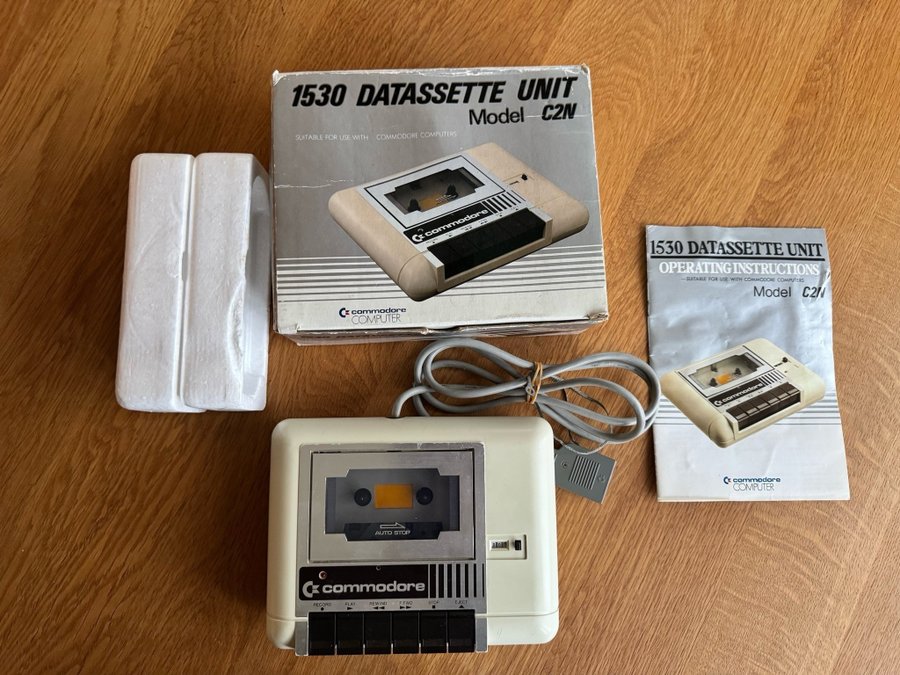 1530 DATASSETTE UNIT
Model C2N
SUITABLE FOR USE WITH COMMODORE COMPUTERS
commodore
commodore
COMPUTER
1530 DATASSETTE UNIT
OPERATING INSTRUCTIONS
SUITABLE FOR USE WITH COMMODORE COMPUTERS
Model C2N
commodore
commodore
COMPUTER
AUTO STOP
commodore
RECORD PLAY REWIND F.FWD STOP EJECT